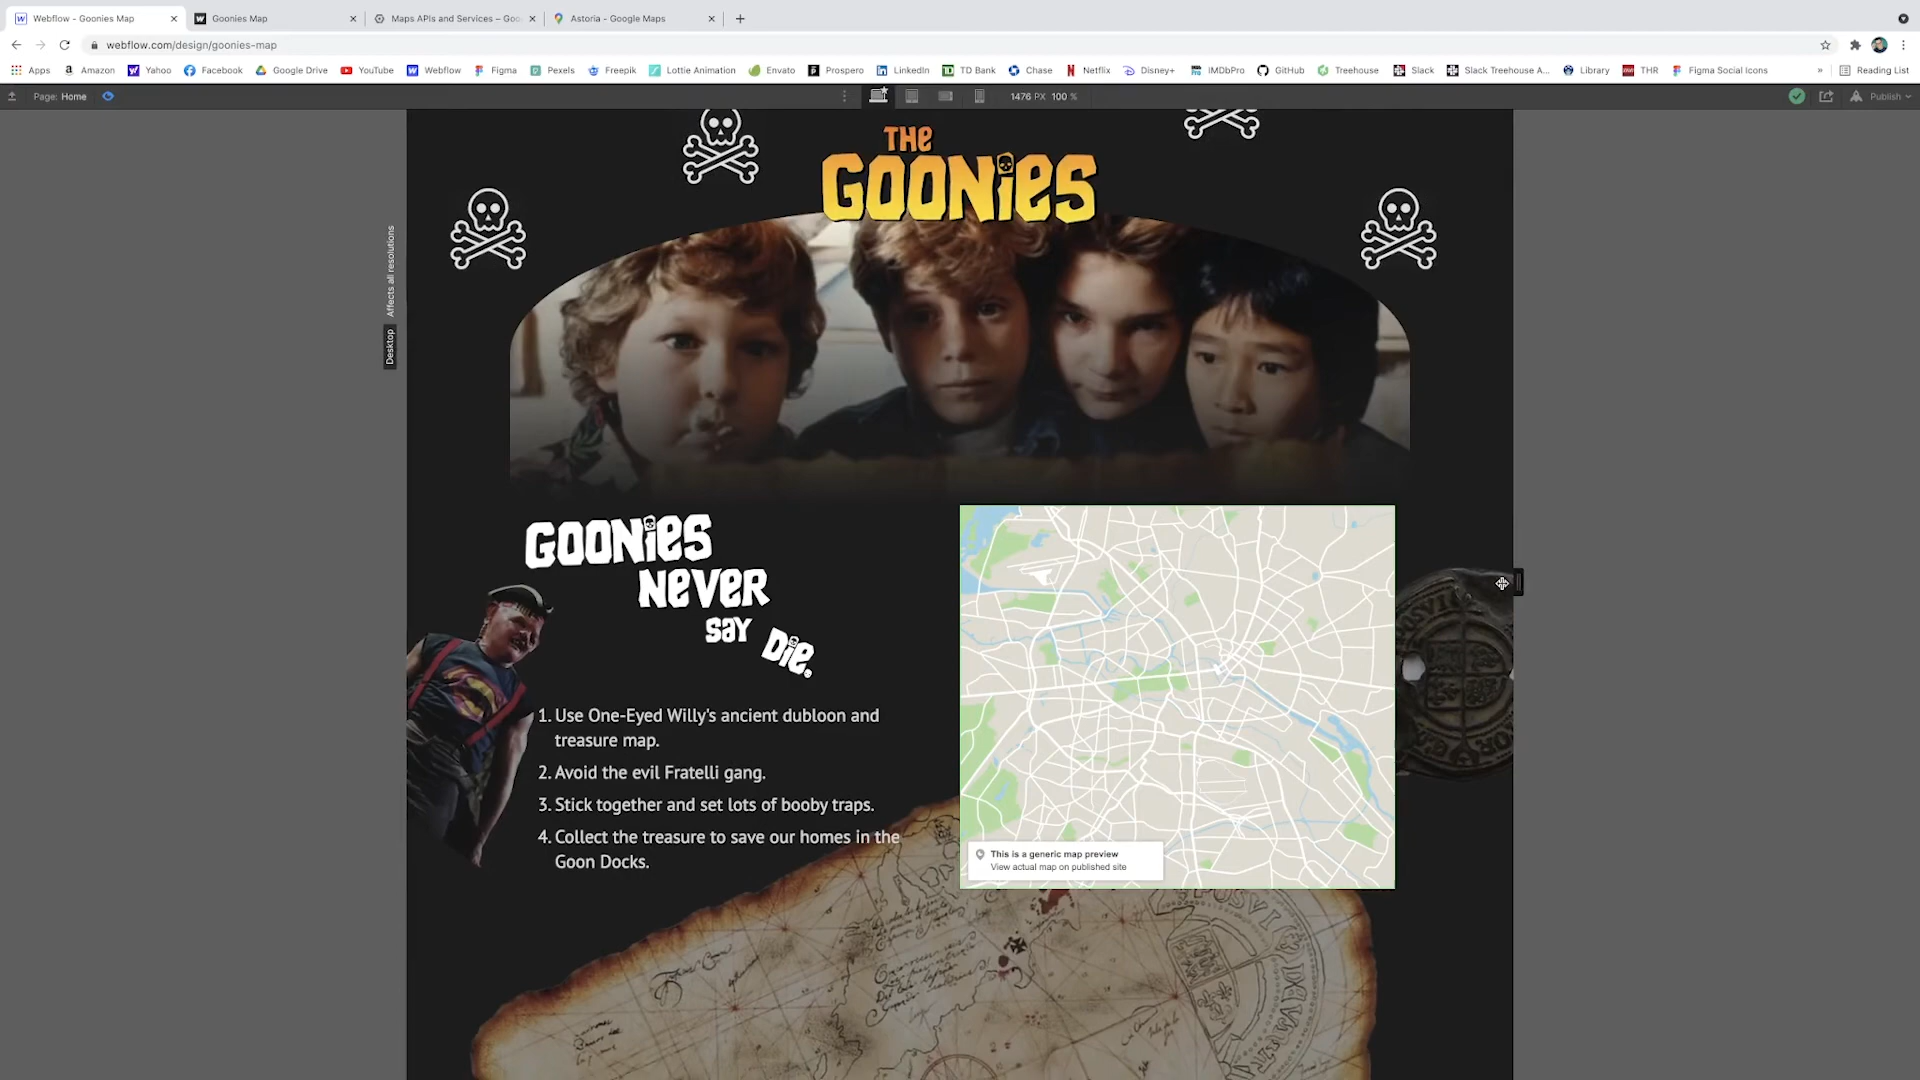 Webflow - Goonies Map
Goonies Map
Maps APIs and Services – Goo
Astoria - Google Maps
webflow.com/design/goonies-map
Apps
Amazon
Yahoo
Facebook
Google Drive
YouTube
Webflow
Figma
Pexels
Freepik
Lottie Animation
Envato
Prospero
LinkedIn
TD Bank
Chase
Netflix
Disney+
IMDbPro
GitHub
Treehouse
Slack
Slack Treehouse A...
Library
THR
Figma Social Icons
»
Reading List
Page: Home
1476 PX 100 %
Publish
Affects all resolutions
Desktop
THE
GOONiES
GOONiES
NEVER
SaY
DiE.
1. Use One-Eyed Willy's ancient dubloon and
treasure map.
2. Avoid the evil Fratelli gang.
3. Stick together and set lots of booby traps.
4. Collect the treasure to save our homes in the
Goon Docks.
This is a generic map preview
View actual map on published site